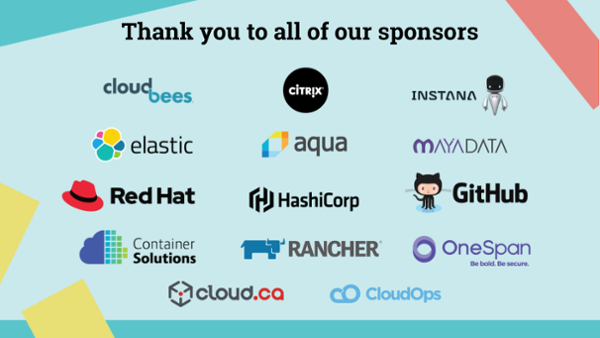 Thank you to all of our sponsors
cloudbees
CiTRIX
INSTANA
elastic
aqua
MAYADATA
Red Hat
HashiCorp
GitHub
Container
Solutions
RANCHER
OneSpan
Be bold. Be secure.
cloud.ca
CloudOps